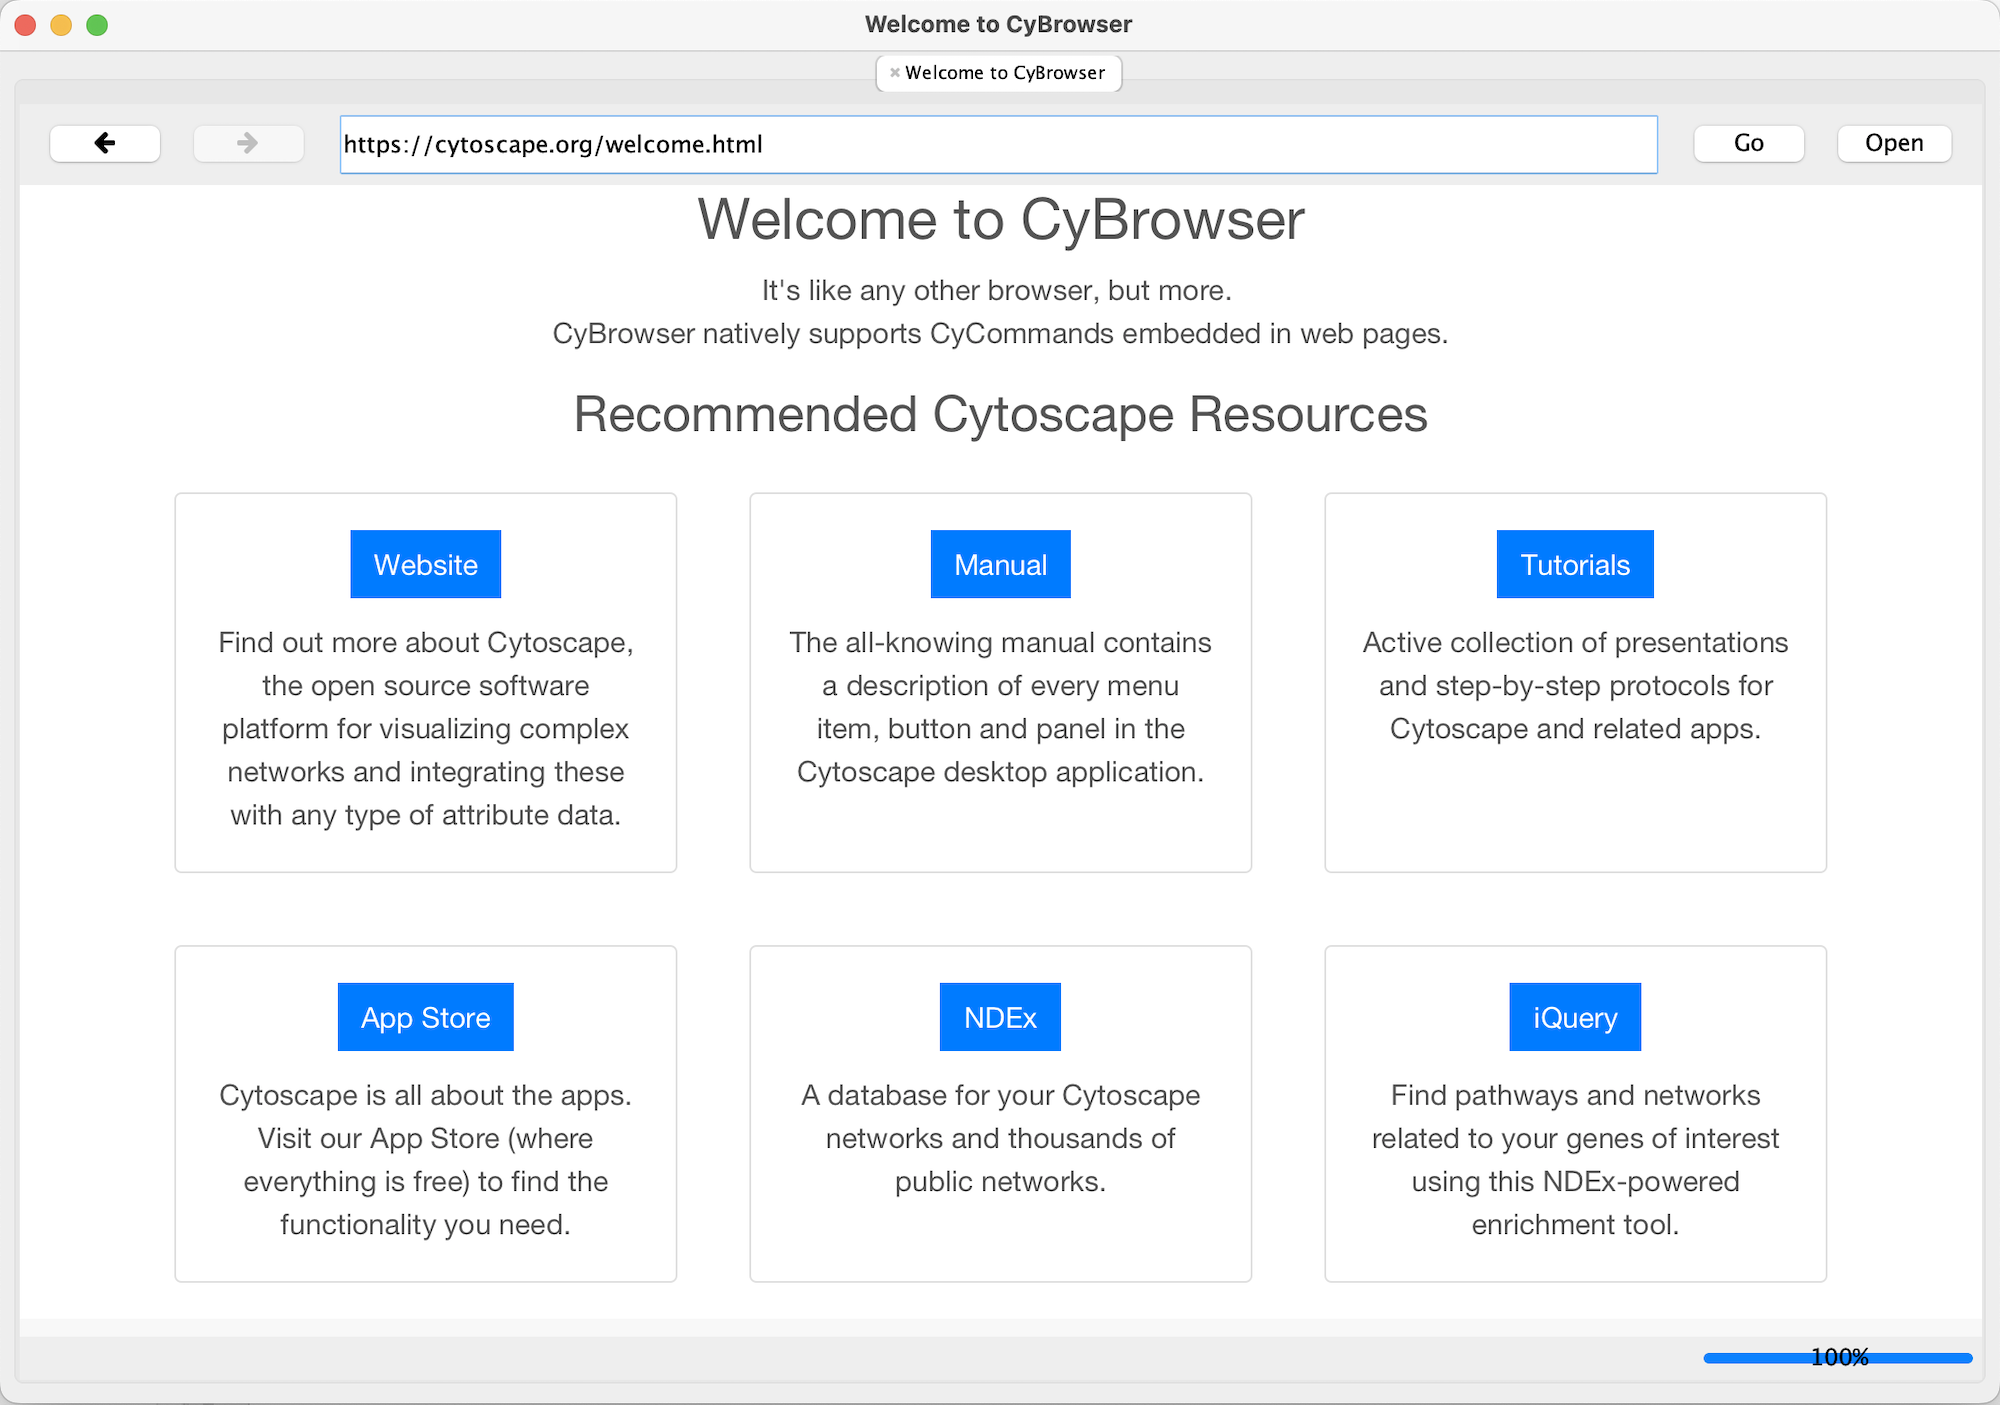 Welcome to CyBrowser
Welcome to CyBrowser
https://cytoscape.org/welcome.html
Go
Open
Welcome to CyBrowser
It's like any other browser, but more.
CyBrowser natively supports CyCommands embedded in web pages.
Recommended Cytoscape Resources
Website
Find out more about Cytoscape,
the open source software
platform for visualizing complex
networks and integrating these
with any type of attribute data.
Manual
The all-knowing manual contains
a description of every menu
item, button and panel in the
Cytoscape desktop application.
Tutorials
Active collection of presentations
and step-by-step protocols for
Cytoscape and related apps.
App Store
Cytoscape is all about the apps.
Visit our App Store (where
everything is free) to find the
functionality you need.
NDEx
A database for your Cytoscape
networks and thousands of
public networks.
iQuery
Find pathways and networks
related to your genes of interest
using this NDEx-powered
enrichment tool.
100%